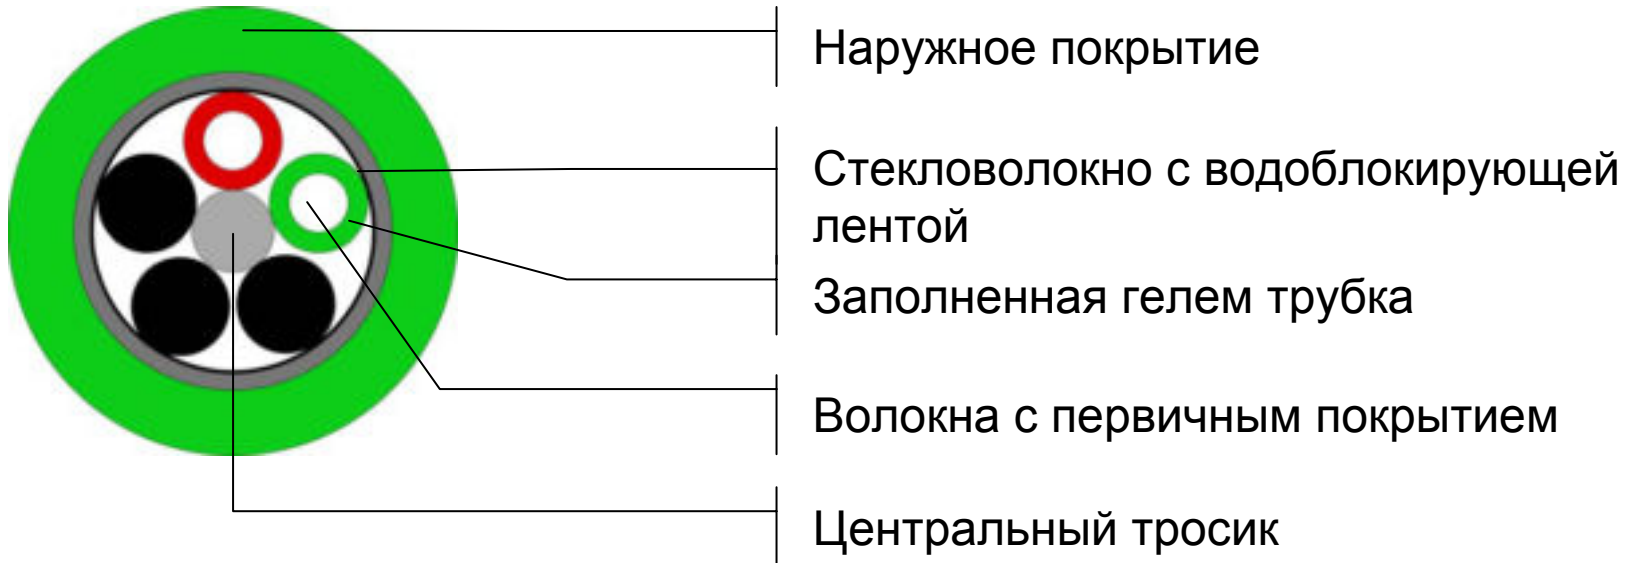 Наружное покрытие
Стекловолокно с водоблокирующей
лентой
Заполненная гелем трубка
Волокна с первичным покрытием
Центральный тросик